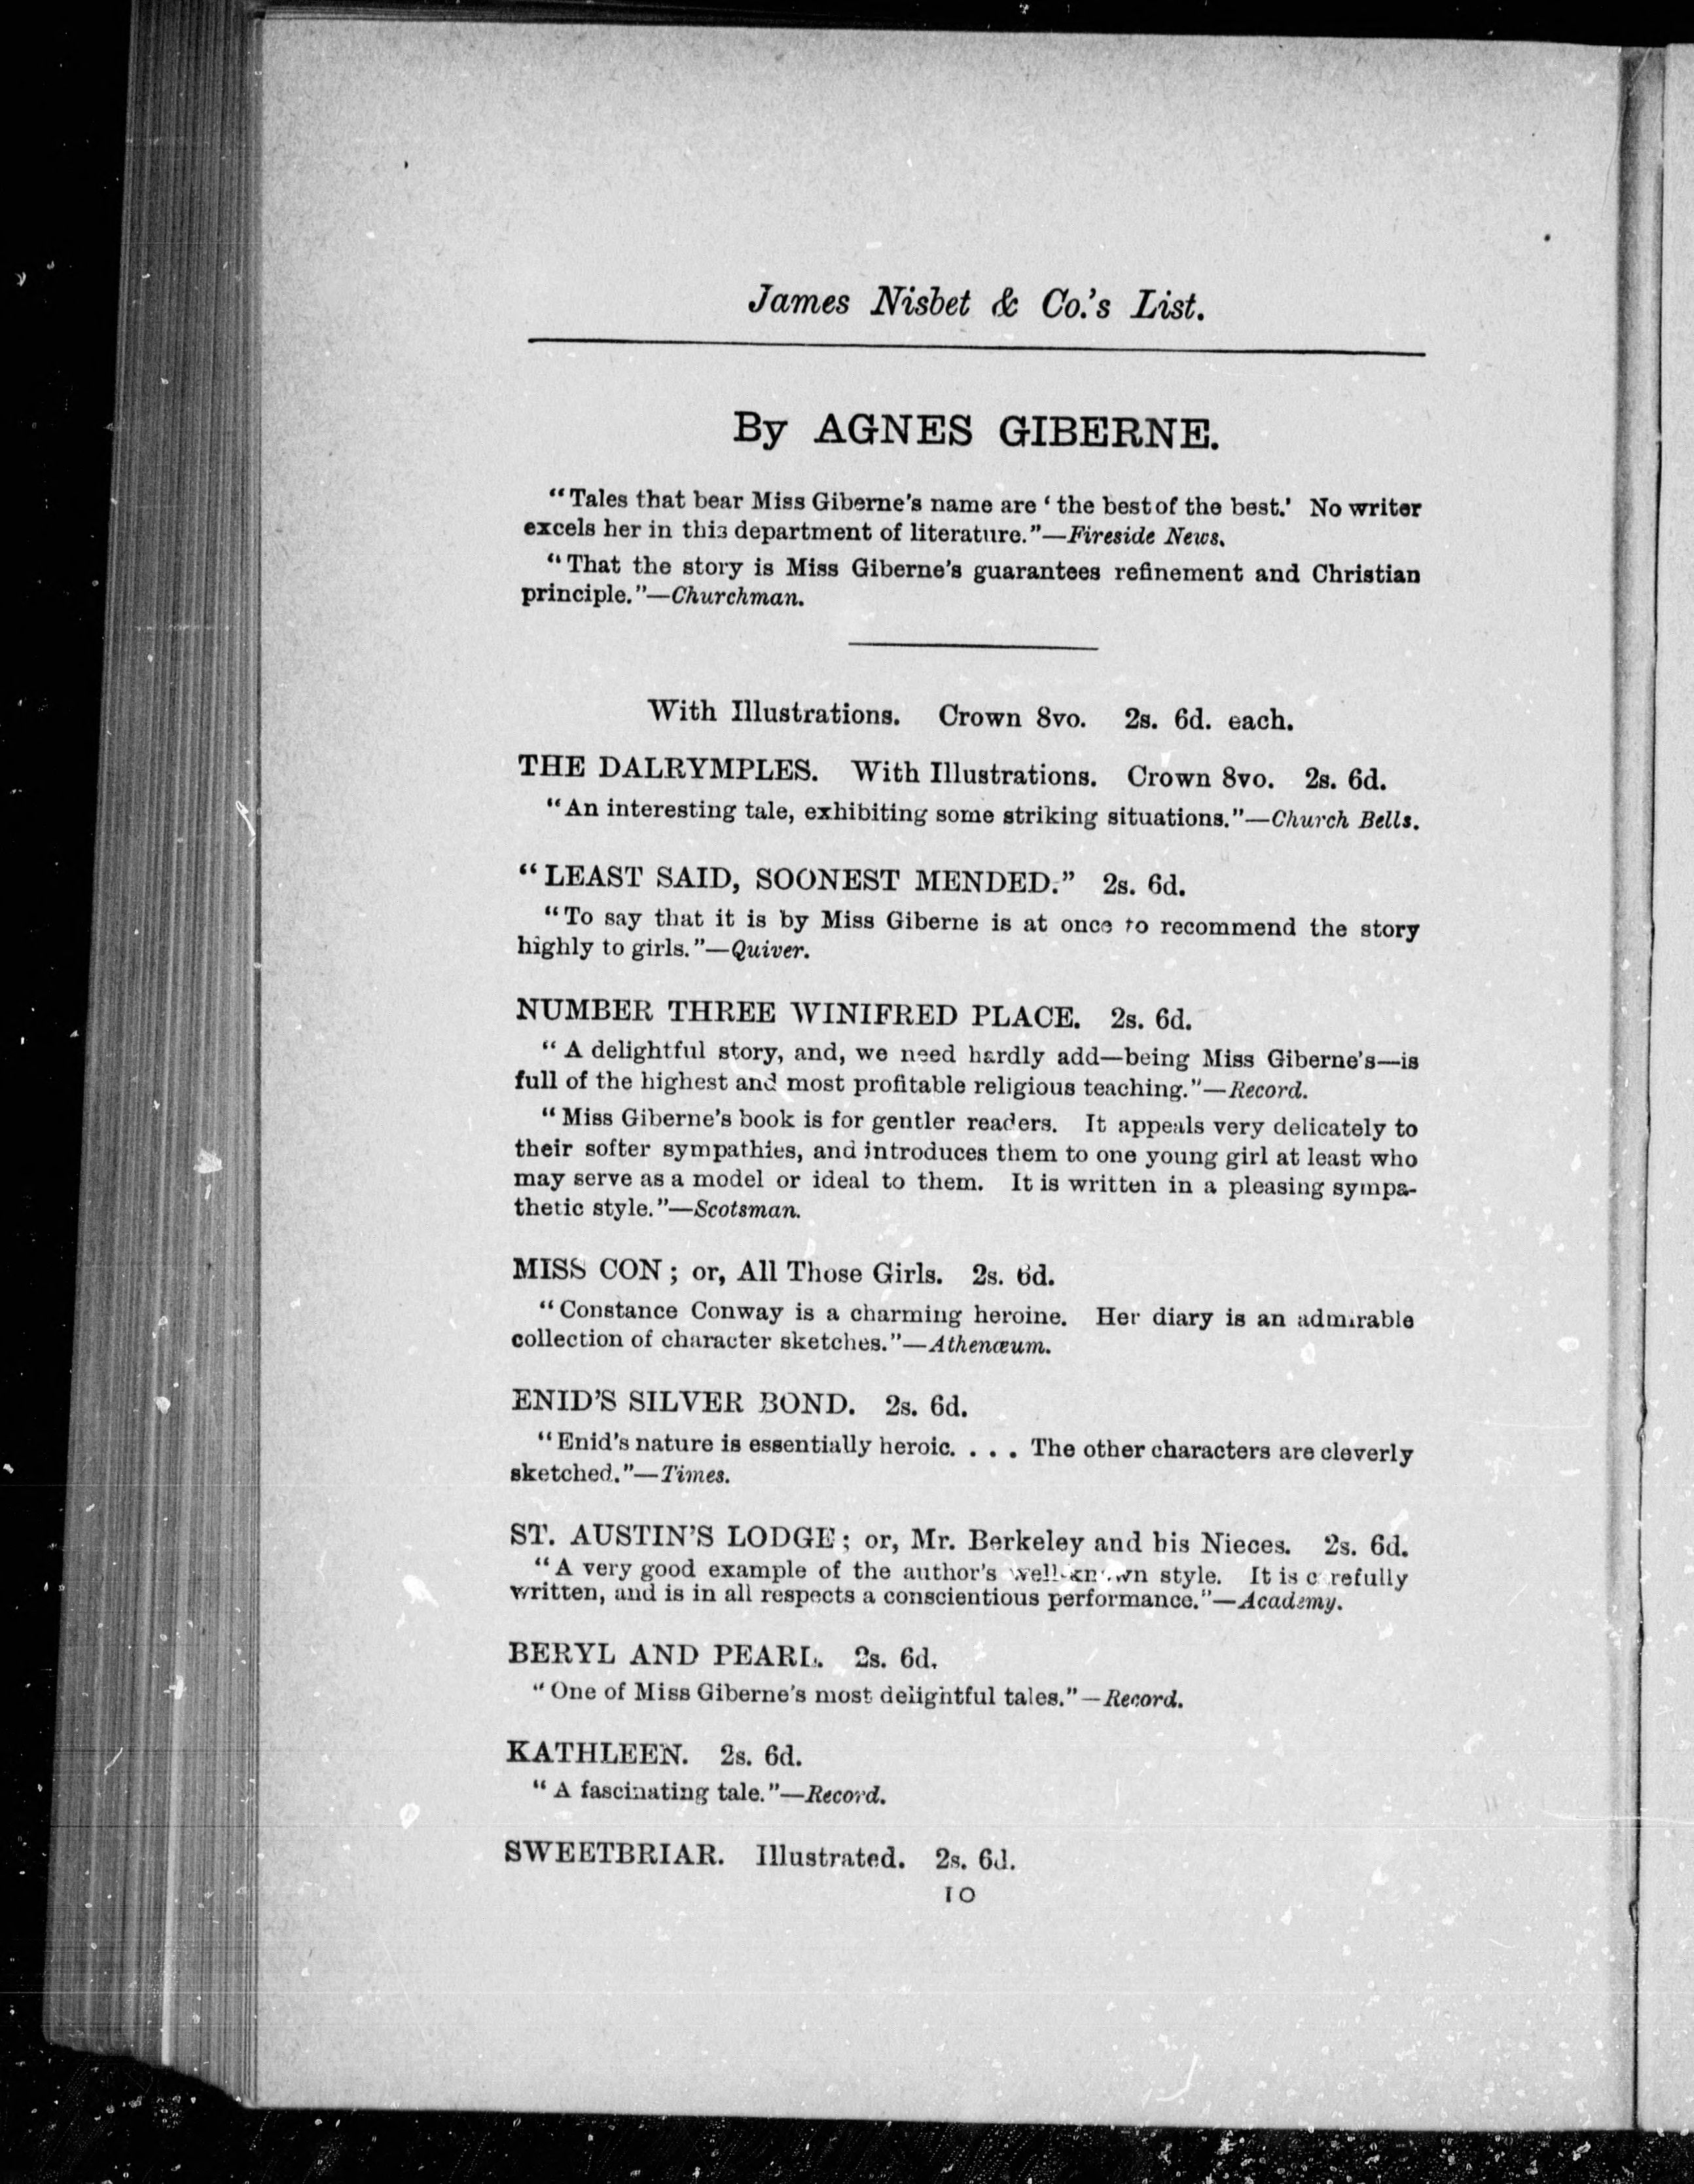 James Nisbet & Co.'s List.
By AGNES GIBERNE.
“Tales that bear Miss Giberne's name are ‘the best of the best.’ No writer
excels her in this department of literature.”—Fireside News.
“That the story is Miss Giberne's guarantees refinement and Christian
principle.”—Churchman.
With Illustrations. Crown 8vo. 2s. 6d. each.
THE DALRYMPLES. With Illustrations. Crown 8vo. 2s. 6d.
“An interesting tale, exhibiting some striking situations.”—Church Bells.
“LEAST SAID, SOONEST MENDED.” 2s. 6d.
“To say that it is by Miss Giberne is at once to recommend the story
highly to girls.”—Quiver.
NUMBER THREE WINIFRED PLACE. 2s. 6d.
“A delightful story, and, we need hardly add—being Miss Giberne's—is
full of the highest and most profitable religious teaching.”—Record.
“Miss Giberne's book is for gentler readers. It appeals very delicately to
their softer sympathies, and introduces them to one young girl at least who
may serve as a model or ideal to them. It is written in a pleasing sympa-
thetic style.”—Scotsman.
MISS CON; or, All Those Girls. 2s. 6d.
“Constance Conway is a charming heroine. Her diary is an admirable
collection of character sketches.”—Athenæum.
ENID'S SILVER BOND. 2s. 6d.
“Enid's nature is essentially heroic. . . . The other characters are cleverly
sketched.”—Times.
ST. AUSTIN'S LODGE; or, Mr. Berkeley and his Nieces. 2s. 6d.
“A very good example of the author's well-known style. It is carefully
written, and is in all respects a conscientious performance.”—Academy.
BERYL AND PEARL. 2s. 6d.
“One of Miss Giberne's most delightful tales.”—Record.
KATHLEEN. 2s. 6d.
“A fascinating tale.”—Record.
SWEETBRIAR. Illustrated. 2s. 6d.
10